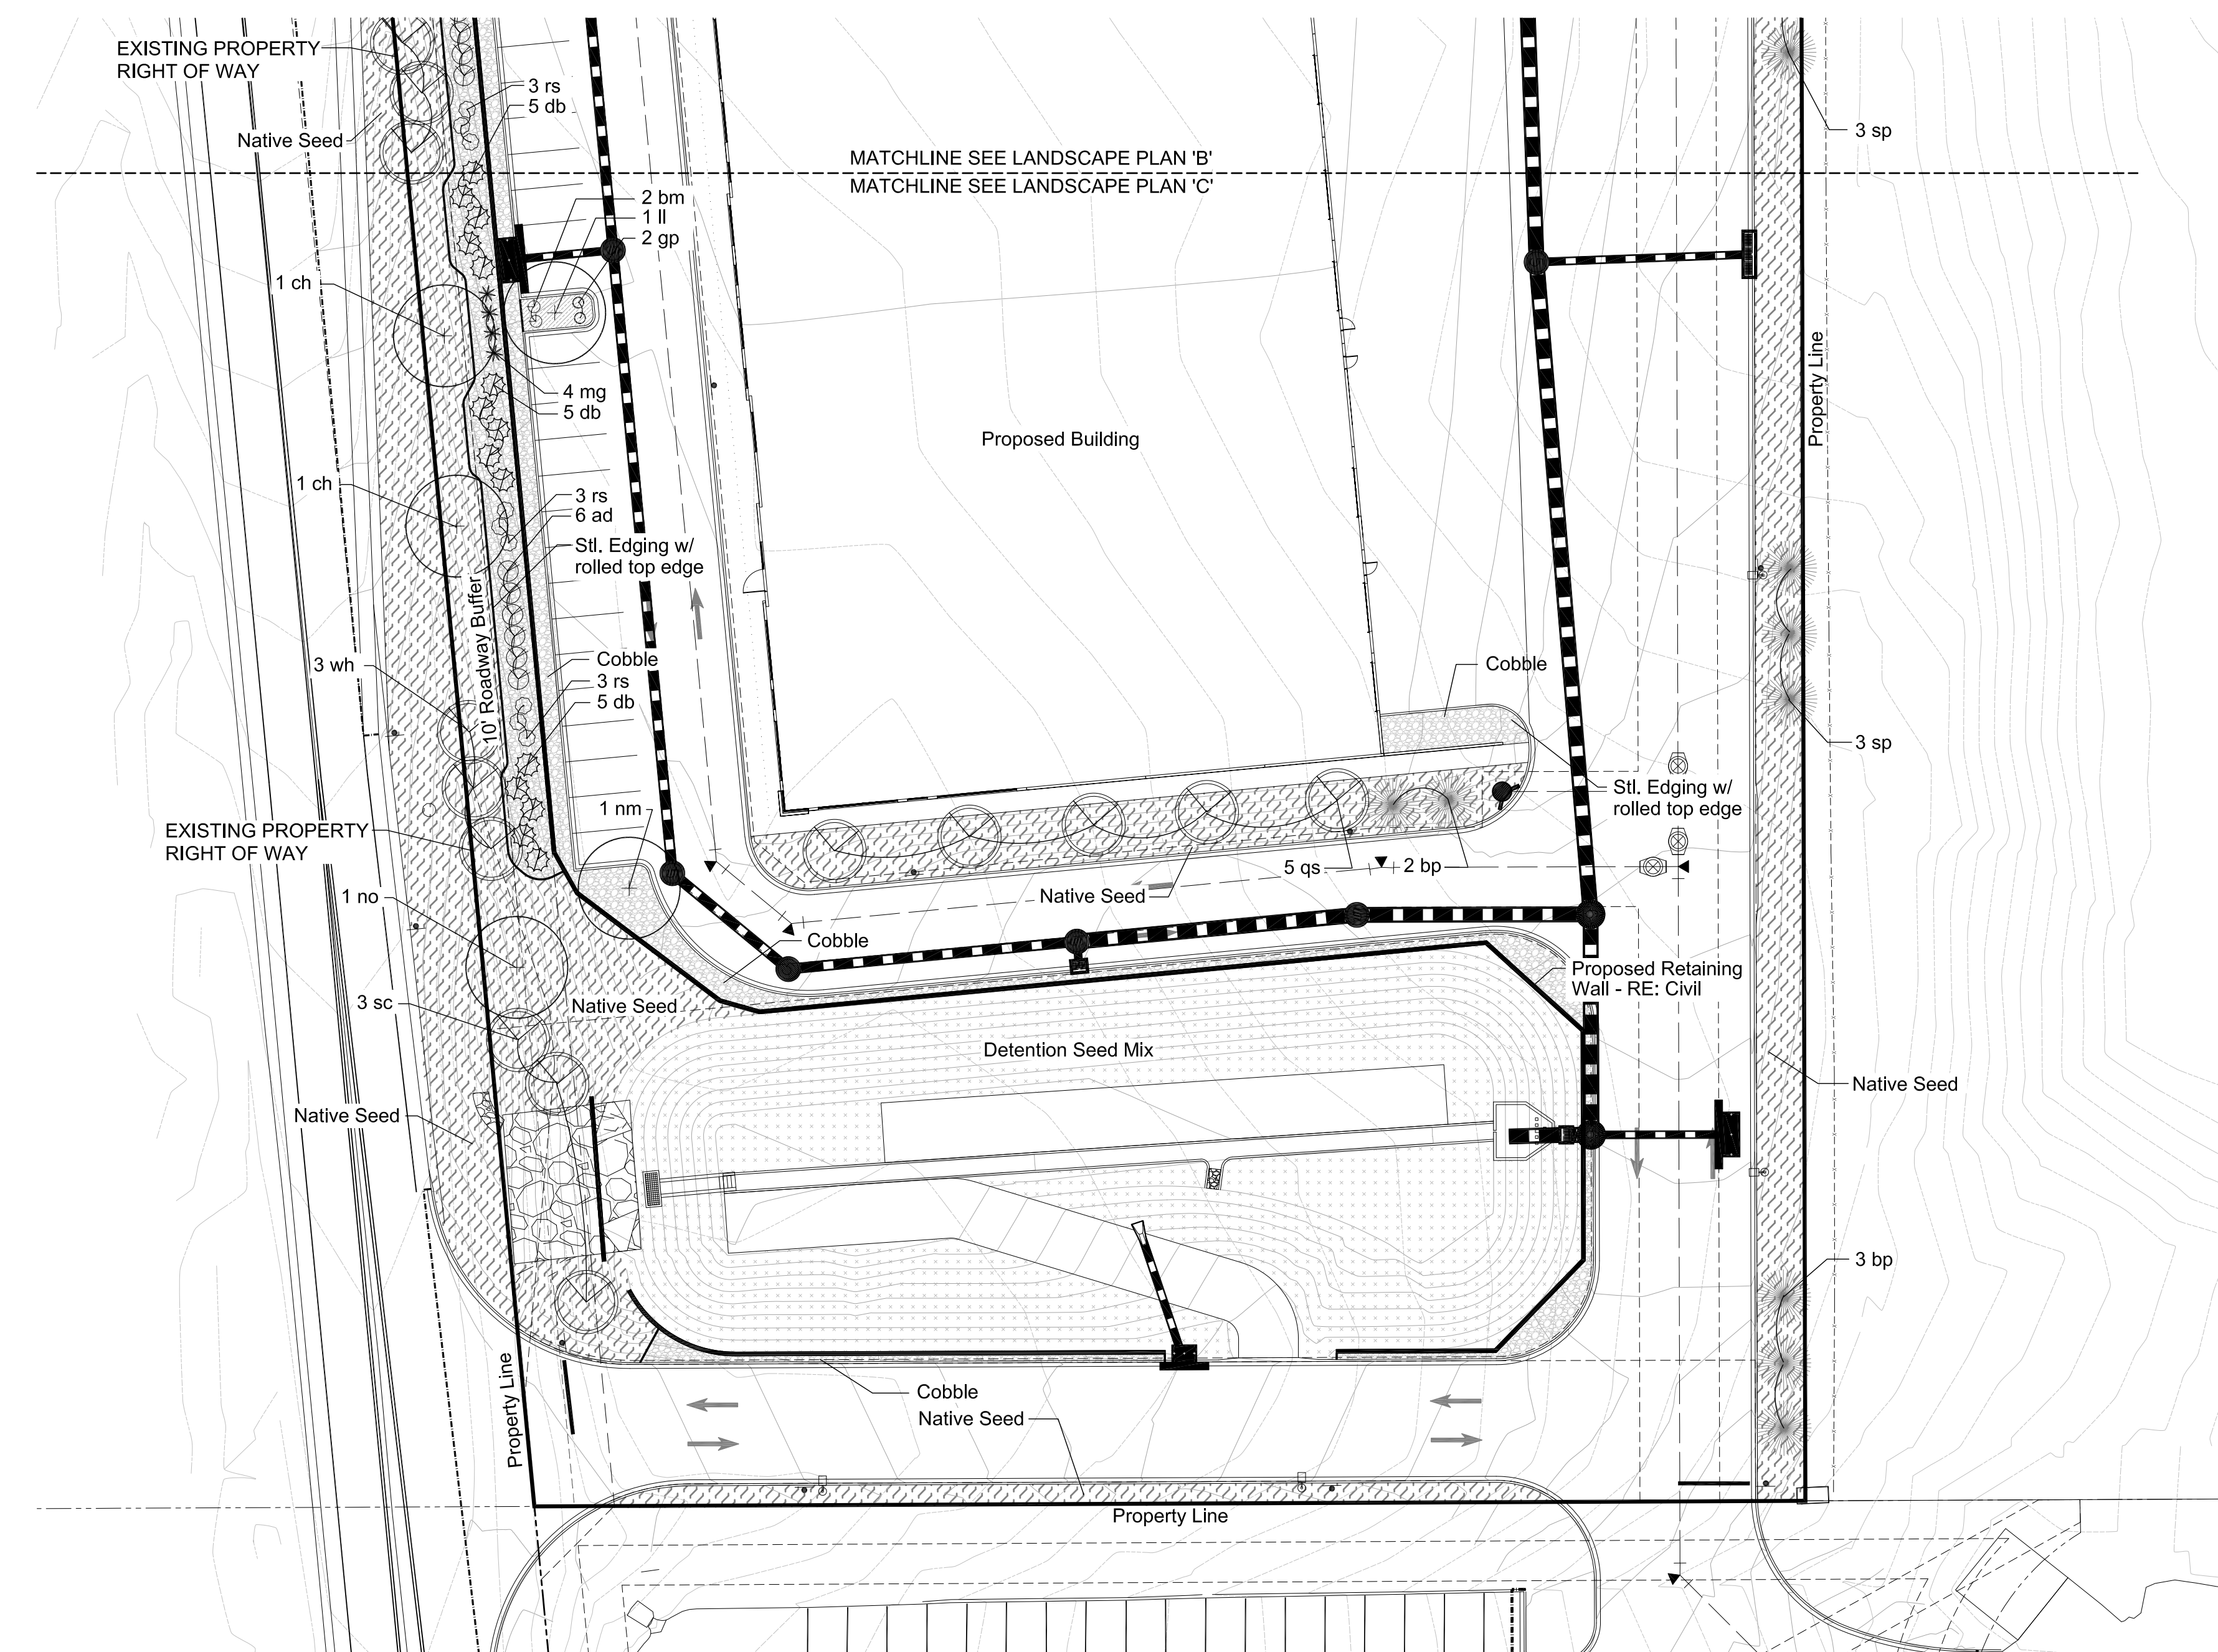 EXISTING PROPERTY
RIGHT OF WAY
3 rs
5 db
Native Seed
3 sp
MATCHLINE SEE LANDSCAPE PLAN 'B'
MATCHLINE SEE LANDSCAPE PLAN 'C'
2 bm
1 ll
2 gp
1 ch
4 mg
5 db
Proposed Building
Property Line
1 ch
3 rs
6 ad
Stl. Edging w/
rolled top edge
10' Roadway Buffer
3 wh
Cobble
3 rs
5 db
Cobble
3 sp
Stl. Edging w/
rolled top edge
1 nm
EXISTING PROPERTY
RIGHT OF WAY
5 qs
2 bp
1 no
Native Seed
Cobble
Proposed Retaining
Wall - RE: Civil
3 sc
Native Seed
Detention Seed Mix
Native Seed
Native Seed
3 bp
Property Line
Cobble
Native Seed
Property Line